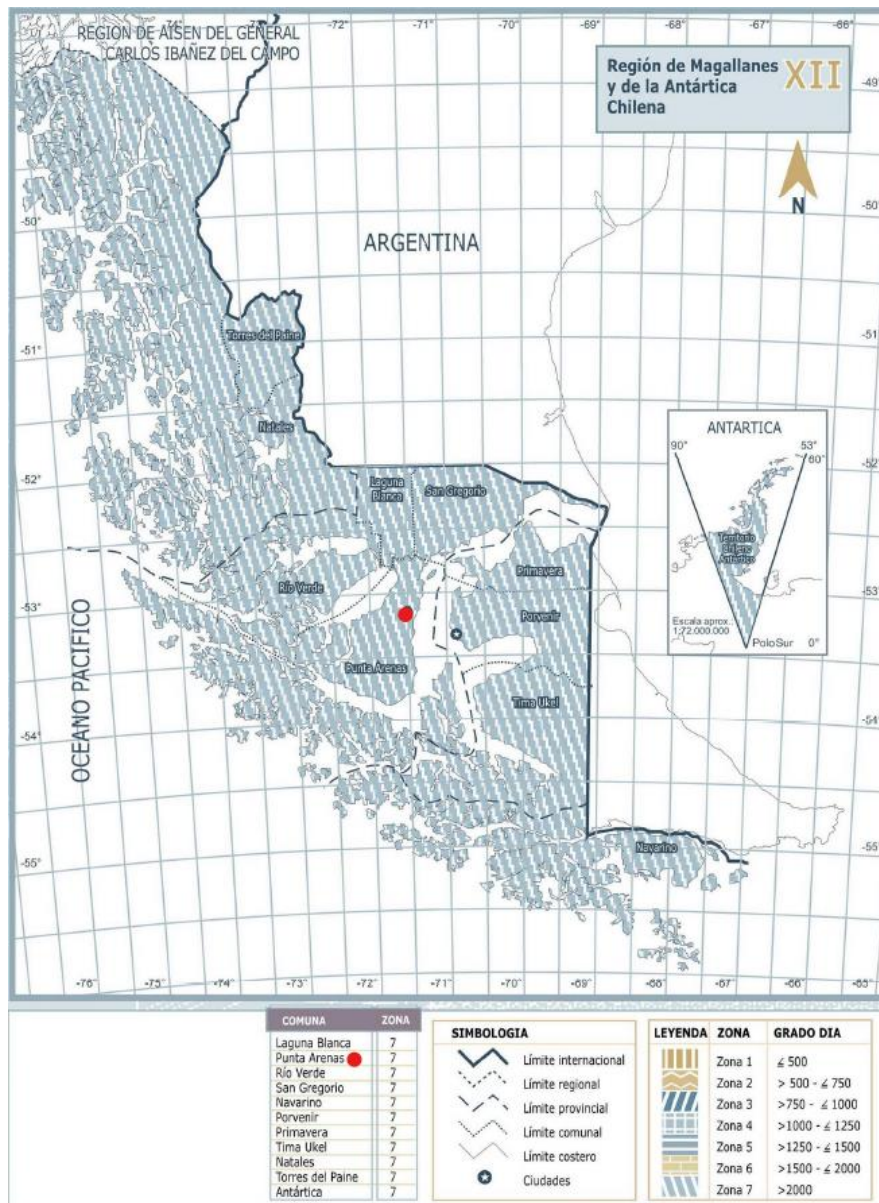 REGION DE AISEN DEL GENERAL
CARLOS IBAÑEZ DEL CAMPO
-72° -71° -70° -69° -68° -67° -66° -65°
Región de Magallanes XII
y de la Antártica
Chilena
-49°
N
-50° -50°
ARGENTINA
Torres del Paine
-51° -51°
Natales
ANTARTICA
90° 53°
60°
-52° -52°
Laguna
Blanca
San Gregorio
Territorio
Chileno
Antártico
Primavera
Río Verde
Porvenir
-53° -53°
Escala aprox.:
1:72.000.000
PoloSur 0°
Punta Arenas
Tima Ukel
OCEANO PACIFICO
-54° -54°
Navarino
-55° -55°
-76° -75° -74° -73° -72° -71° -70° -69° -68° -67° -66° -65°
COMUNA ZONA
Laguna Blanca 7
Punta Arenas 7
Río Verde 7
San Gregorio 7
Navarino 7
Porvenir 7
Primavera 7
Tima Ukel 7
Natales 7
Torres del Paine 7
Antártica 7
SIMBOLOGIA
Límite internacional
Límite regional
Límite provincial
Límite comunal
Límite costero
Ciudades
LEYENDA ZONA GRADO DIA
Zona 1 ≤ 500
Zona 2 > 500 - ≤ 750
Zona 3 >750 - ≤ 1000
Zona 4 >1000 - ≤ 1250
Zona 5 >1250 - ≤ 1500
Zona 6 >1500 - ≤ 2000
Zona 7 >2000